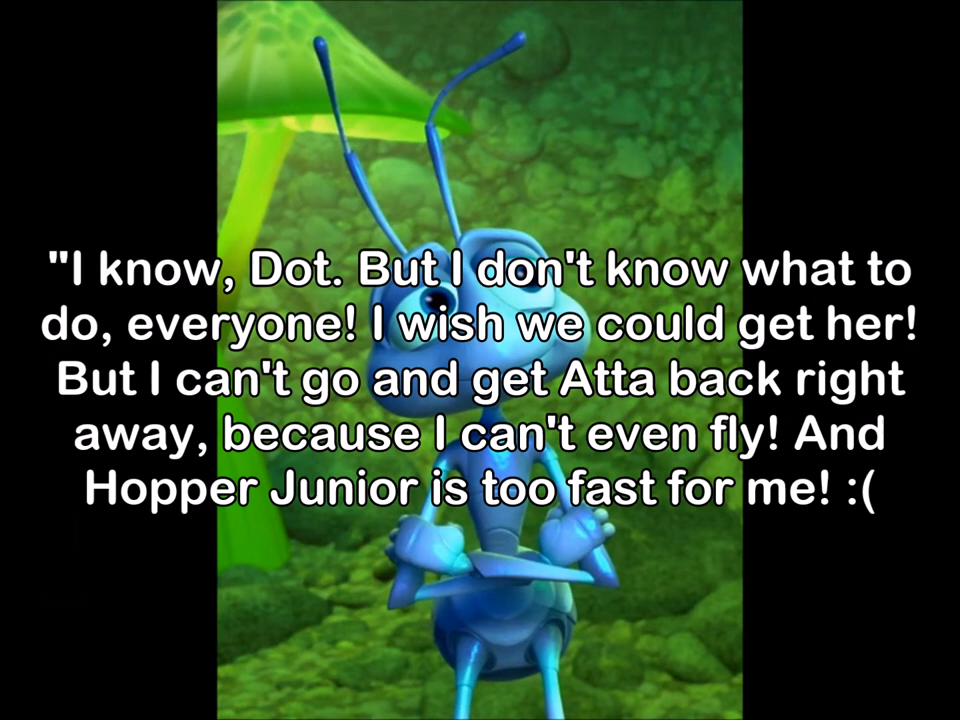 "I know, Dot. But I don't know what to
do, everyone! I wish we could get her!
But I can't go and get Atta back right
away, because I can't even fly! And
Hopper Junior is too fast for me! :(